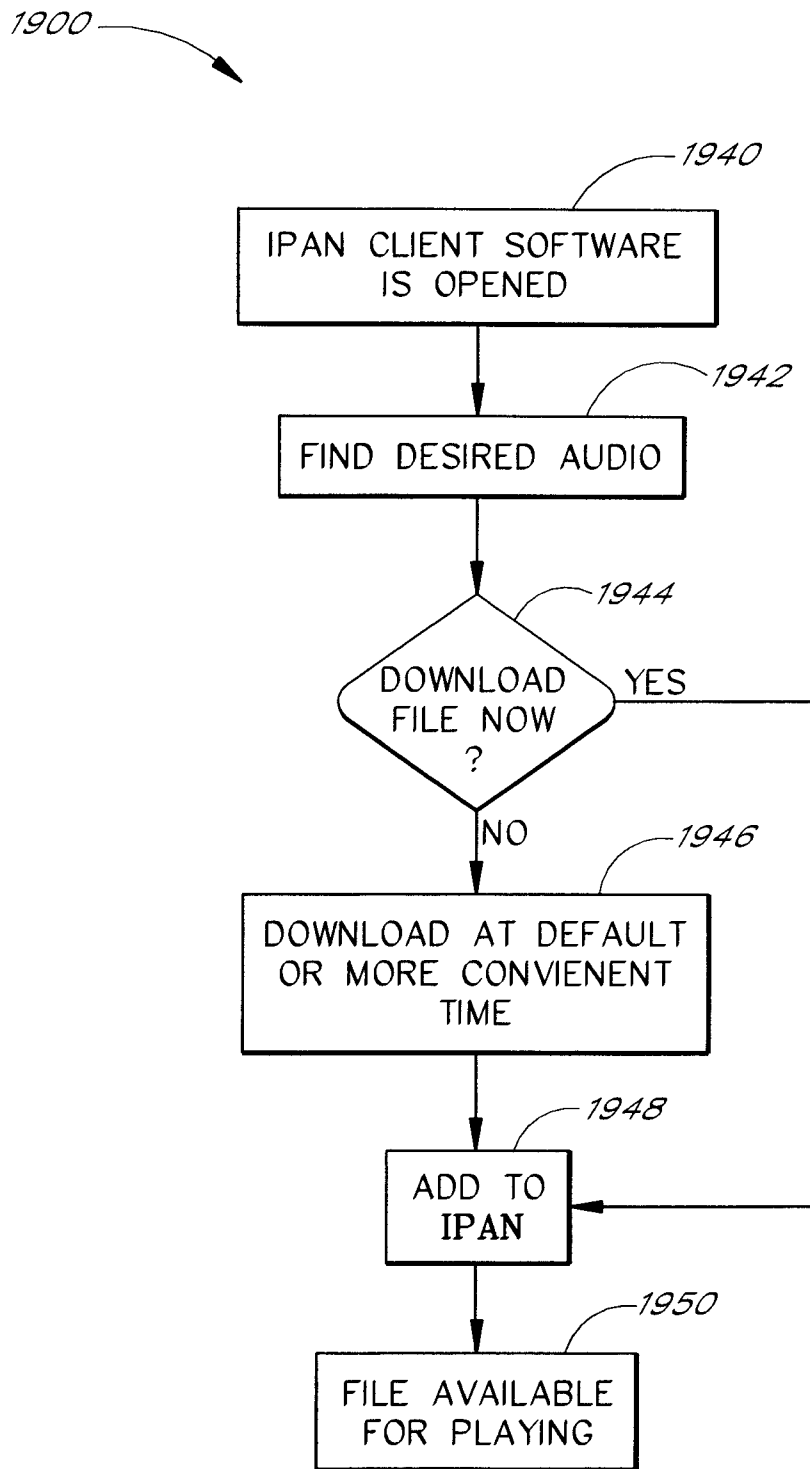 1900
1940
IPAN CLIENT SOFTWARE
IS OPENED
1942
FIND DESIRED AUDIO
1944
DOWNLOAD
FILE NOW
?
YES
NO
1946
DOWNLOAD AT DEFAULT
OR MORE CONVIENENT
TIME
1948
ADD TO
IPAN
1950
FILE AVAILABLE
FOR PLAYING